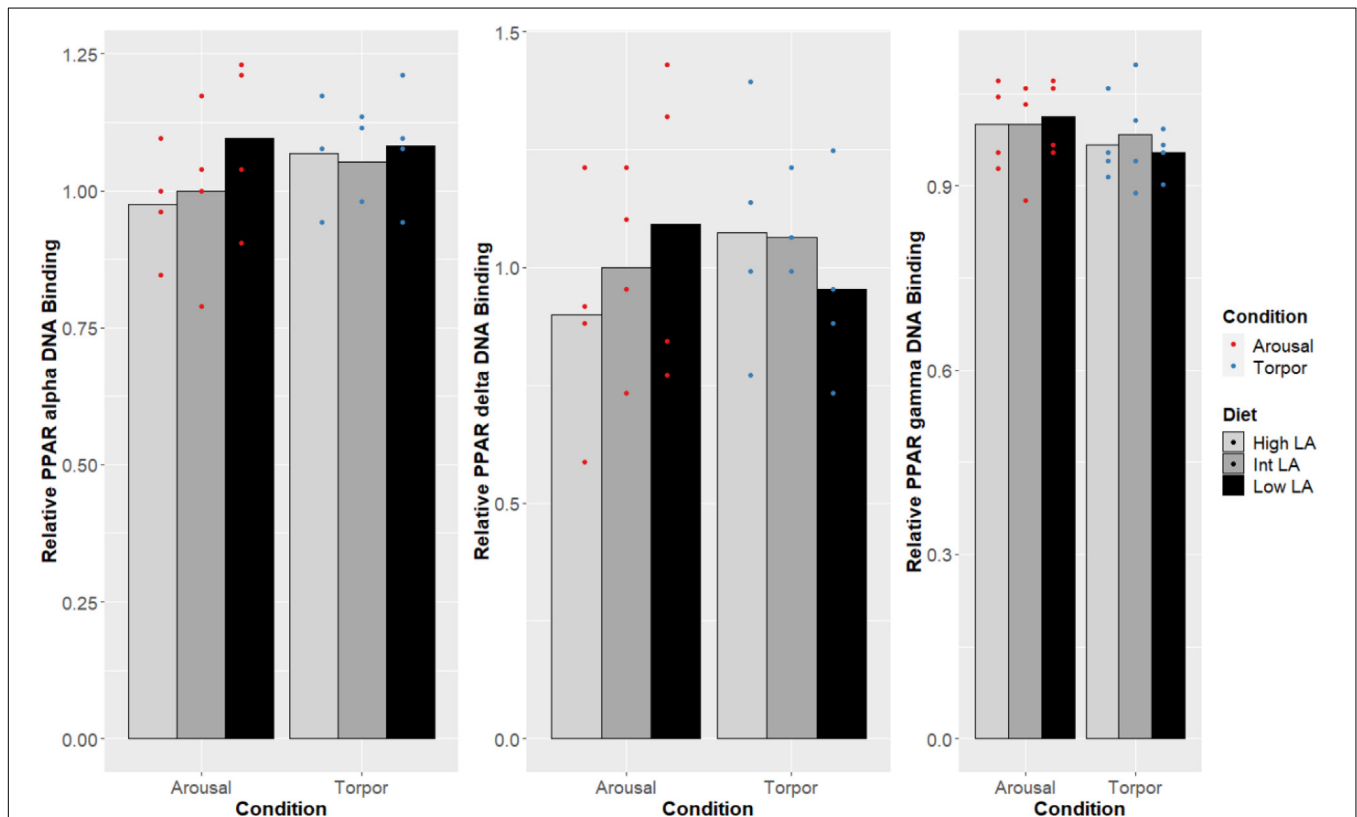 Relative PPAR alpha DNA Binding
1.25
1.00
0.75
0.50
0.25
0.00
Arousal
Torpor
Condition
Relative PPAR delta DNA Binding
1.5
1.0
0.5
0.0
Arousal
Torpor
Condition
Relative PPAR gamma DNA Binding
0.9
0.6
0.3
0.0
Arousal
Torpor
Condition
Condition
Arousal
Torpor
Diet
High LA
Int LA
Low LA